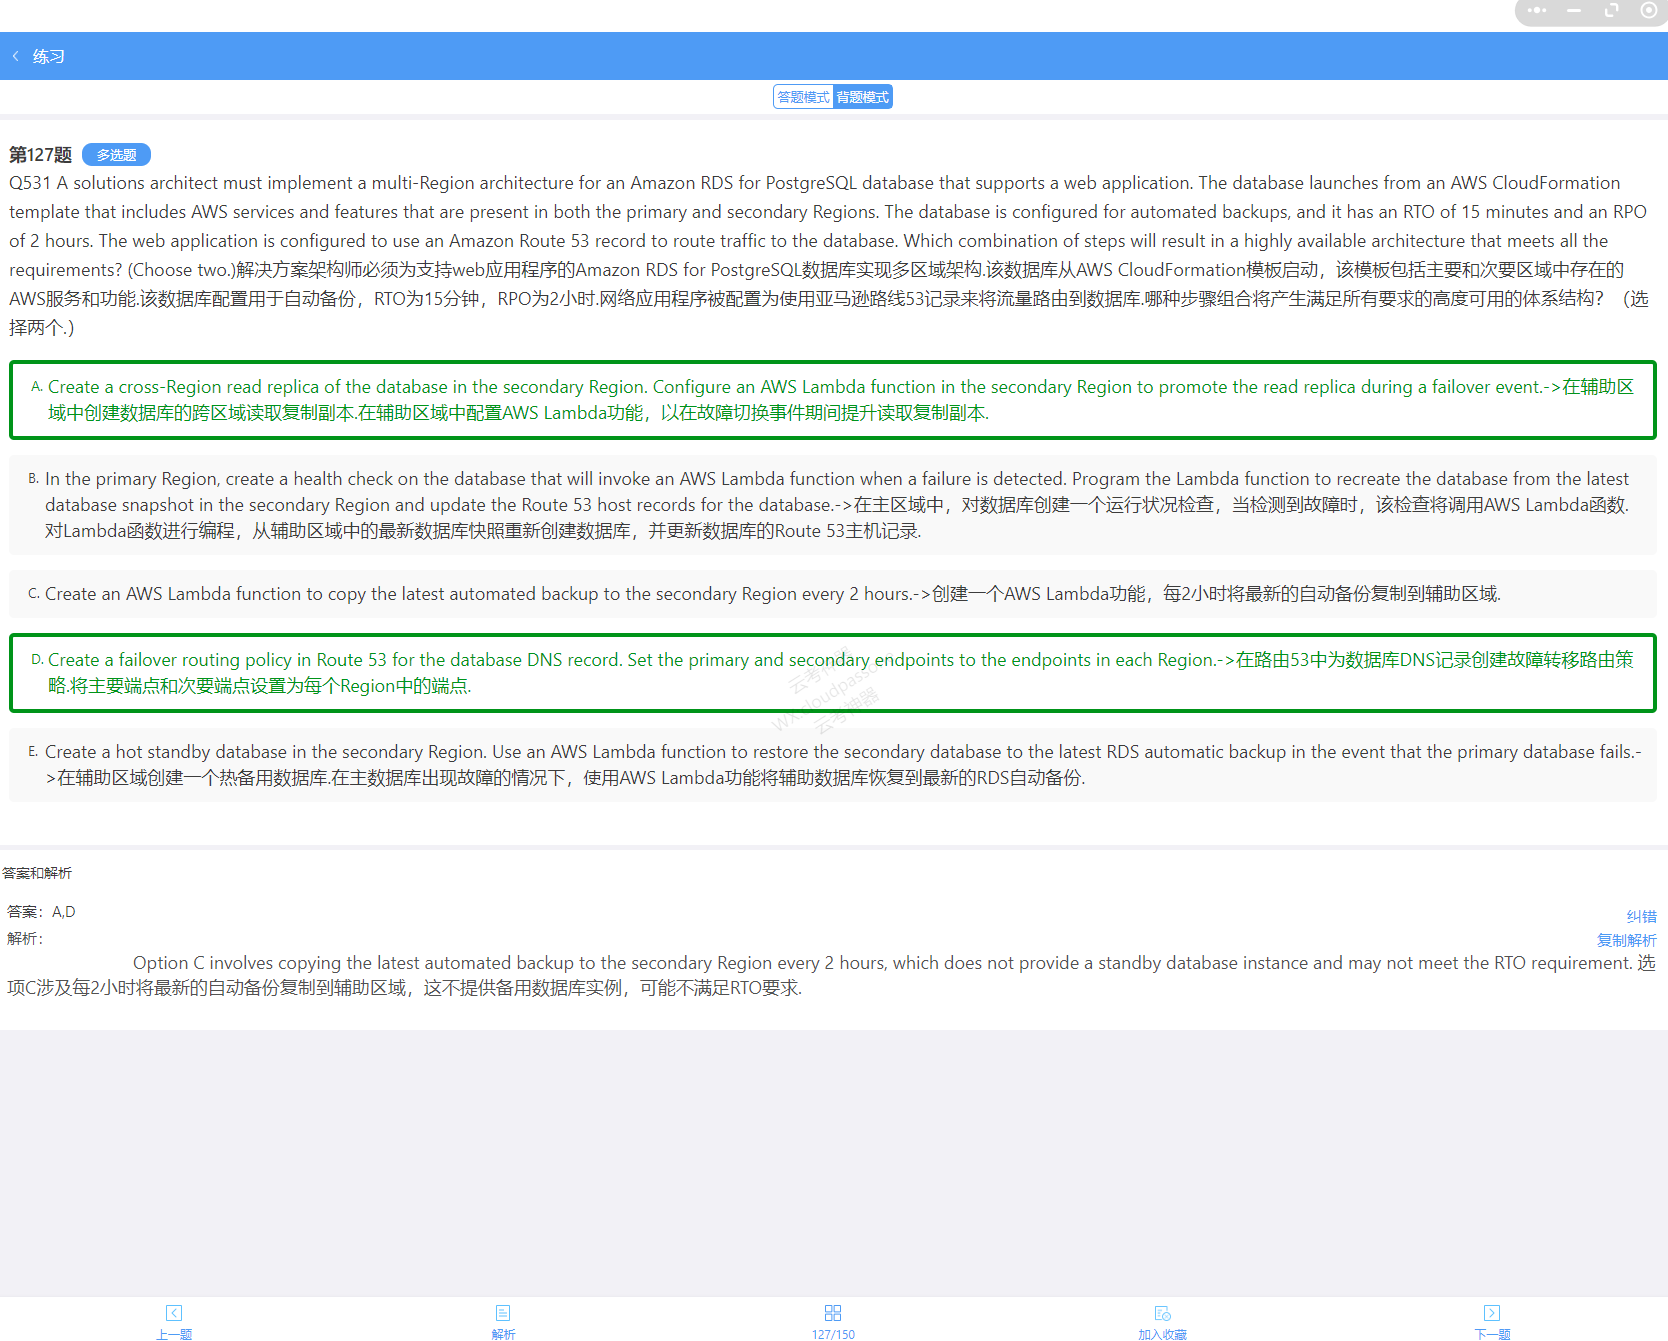 练习
答题模式 背题模式
第127题 多选题
Q531 A solutions architect must implement a multi-Region architecture for an Amazon RDS for PostgreSQL database that supports a web application. The database launches from an AWS CloudFormation
template that includes AWS services and features that are present in both the primary and secondary Regions. The database is configured for automated backups, and it has an RTO of 15 minutes and an RPO
of 2 hours. The web application is configured to use an Amazon Route 53 record to route traffic to the database. Which combination of steps will result in a highly available architecture that meets all the
requirements? (Choose two.)解决方案架构师必须为支持web应用程序的Amazon RDS for PostgreSQL数据库实现多区域架构.该数据库从AWS CloudFormation模板启动，该模板包括主要和次要区域中存在的
AWS服务和功能.该数据库配置用于自动备份，RTO为15分钟，RPO为2小时.网络应用程序被配置为使用亚马逊路线53记录来将流量路由到数据库.哪种步骤组合将产生满足所有要求的高度可用的体系结构？（选
择两个.）
A. Create a cross-Region read replica of the database in the secondary Region. Configure an AWS Lambda function in the secondary Region to promote the read replica during a failover event.->在辅助区
域中创建数据库的跨区域读取复制副本.在辅助区域中配置AWS Lambda功能，以在故障切换事件期间提升读取复制副本.
B. In the primary Region, create a health check on the database that will invoke an AWS Lambda function when a failure is detected. Program the Lambda function to recreate the database from the latest
database snapshot in the secondary Region and update the Route 53 host records for the database.->在主区域中，对数据库创建一个运行状况检查，当检测到故障时，该检查将调用AWS Lambda函数.
对Lambda函数进行编程，从辅助区域中的最新数据库快照重新创建数据库，并更新数据库的Route 53主机记录.
C. Create an AWS Lambda function to copy the latest automated backup to the secondary Region every 2 hours.->创建一个AWS Lambda功能，每2小时将最新的自动备份复制到辅助区域.
D. Create a failover routing policy in Route 53 for the database DNS record. Set the primary and secondary endpoints to the endpoints in each Region.->在路由53中为数据库DNS记录创建故障转移路由策
略.将主要端点和次要端点设置为每个Region中的端点.
云考神器
云考神器
E. Create a hot standby database in the secondary Region. Use an AWS Lambda function to restore the secondary database to the latest RDS automatic backup in the event that the primary database fails.-
>在辅助区域创建一个热备用数据库.在主数据库出现故障的情况下，使用AWS Lambda功能将辅助数据库恢复到最新的RDS自动备份.
答案和解析
答案：A,D
纠错
解析：
复制解析
Option C involves copying the latest automated backup to the secondary Region every 2 hours, which does not provide a standby database instance and may not meet the RTO requirement. 选
项C涉及每2小时将最新的自动备份复制到辅助区域，这不提供备用数据库实例，可能不满足RTO要求.
上一题 解析 127/150 加入收藏 下一题